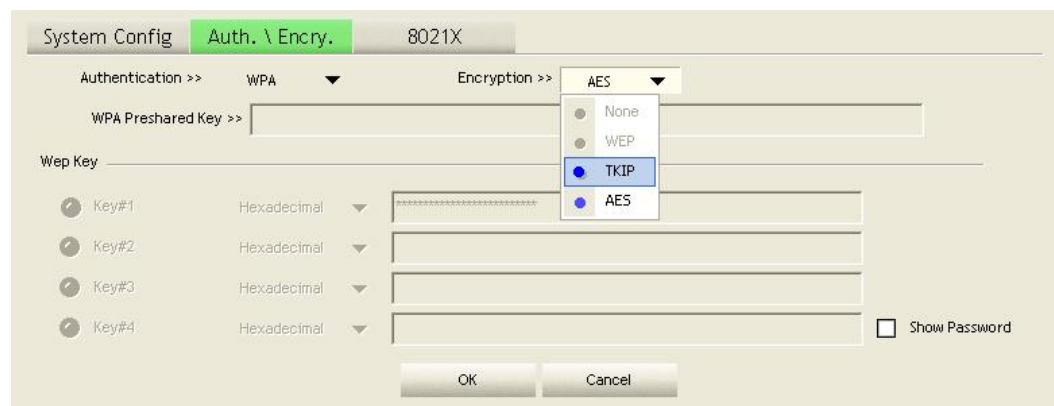 System Config Auth. \ Encry. 8021X
Authentication >> WPA Encryption >> AES
None
WPA Preshared Key >>
WEP
Wep Key
TKIP
AES
Key#1 Hexadecimal **************************
Key#2 Hexadecimal
Key#3 Hexadecimal
Key#4 Hexadecimal Show Password
OK Cancel